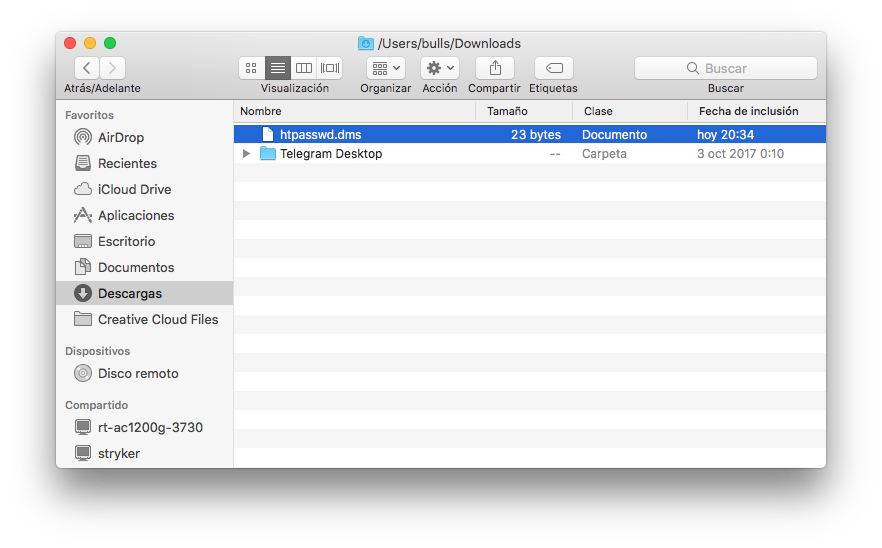 /Users/bulls/Downloads
Buscar
Atrás/Adelante Visualización Organizar Acción Compartir Etiquetas Buscar
Favoritos
AirDrop
Recientes
iCloud Drive
Aplicaciones
Escritorio
Documentos
Descargas
Creative Cloud Files
Dispositivos
Disco remoto
Compartido
rt-ac1200g-3730
stryker
Nombre Tamaño Clase Fecha de inclusión
htpasswd.dms 23 bytes Documento hoy 20:34
Telegram Desktop -- Carpeta 3 oct 2017 0:10